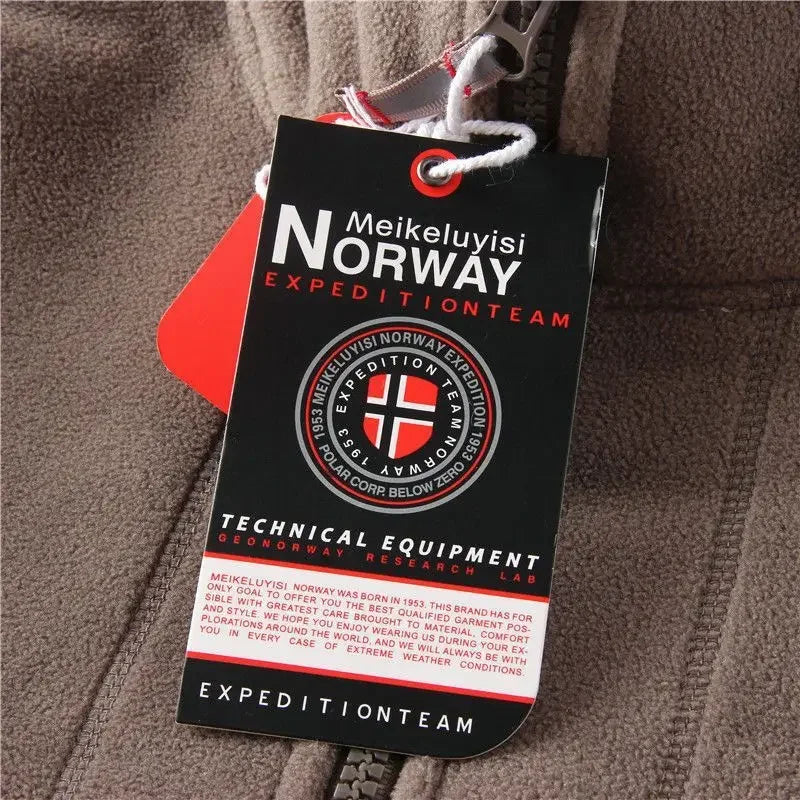 Meikeluyisi
NORWAY
EXPEDITIONTEAM
1953 MEIKELUYISI NORWAY EXPEDITION 1953
POLAR CORP. BELOW ZERO
EXPEDITION TEAM NORWAY 1953
TECHNICAL EQUIPMENT
GEONORWAY RESEARCH LAB
MEIKELUYISI NORWAY WAS BORN IN 1953. THIS BRAND HAS FOR
ONLY GOAL TO OFFER YOU THE BEST QUALIFIED GARMENT POS-
SIBLE WITH GREATEST CARE BROUGHT TO MATERIAL, COMFORT
AND STYLE. WE HOPE YOU ENJOY WEARING US DURING YOUR EX-
PLORATIONS AROUND THE WORLD, AND WE WILL ALWAYS BE WITH
YOU IN EVERY CASE OF EXTREME WEATHER CONDITIONS.
EXPEDITIONTEAM